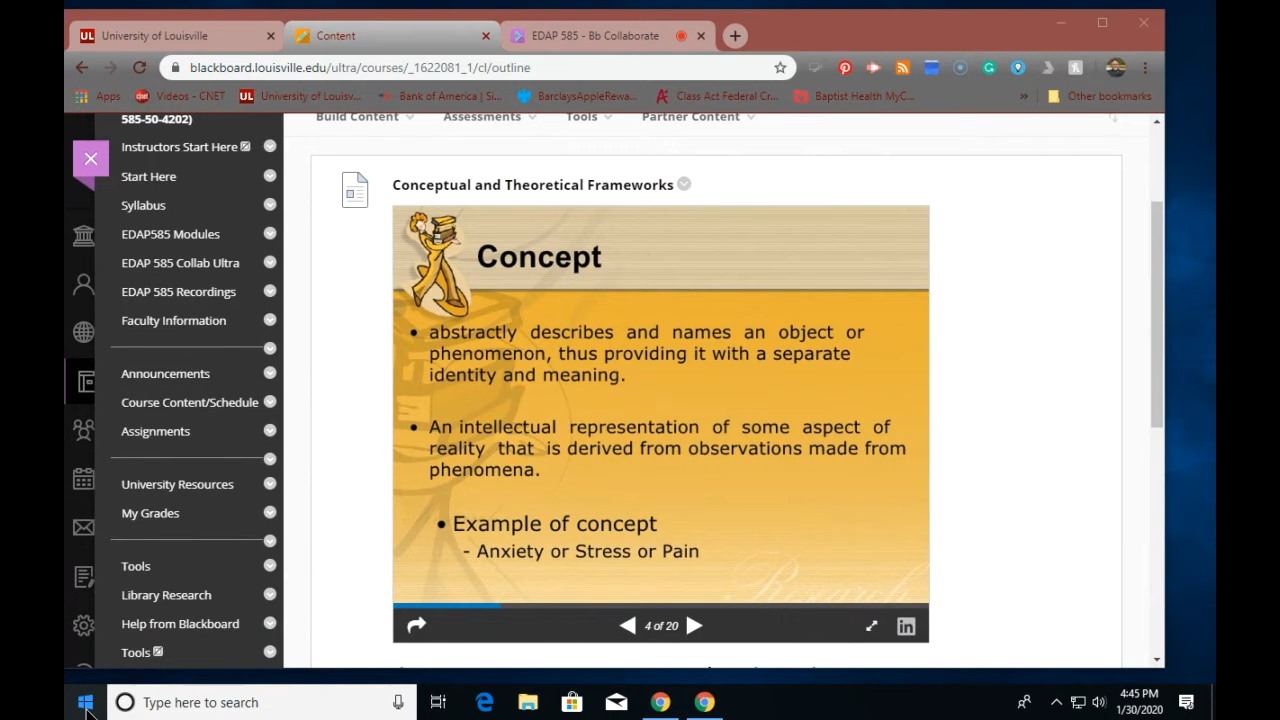 University of Louisville
Content
EDAP 585 - Bb Collaborate
blackboard.louisville.edu/ultra/courses/_1622081_1/cl/outline
Apps
Videos - CNET
University of Louisv...
Bank of America | Si...
BarclaysAppleRewa...
Class Act Federal Cr...
Baptist Health MyC...
»
Other bookmarks
585-50-4202)
Instructors Start Here
Start Here
Syllabus
EDAP585 Modules
EDAP 585 Collab Ultra
EDAP 585 Recordings
Faculty Information
Announcements
Course Content/Schedule
Assignments
University Resources
My Grades
Tools
Library Research
Help from Blackboard
Tools
Build Content
Assessments
Tools
Partner Content
Conceptual and Theoretical Frameworks
Concept
• abstractly describes and names an object or
phenomenon, thus providing it with a separate
identity and meaning.
• An intellectual representation of some aspect of
reality that is derived from observations made from
phenomena.
• Example of concept
- Anxiety or Stress or Pain
4 of 20
in
Type here to search
4:45 PM
1/30/2020